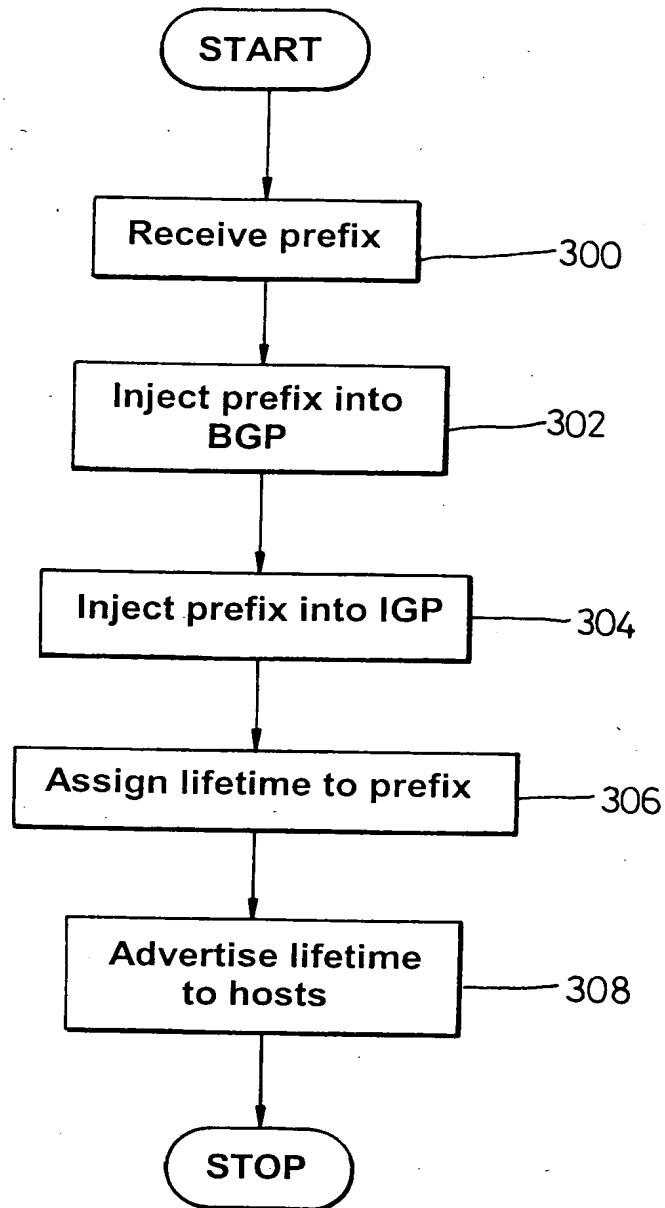 START
Receive prefix
300
Inject prefix into
BGP
302
Inject prefix into IGP
304
Assign lifetime to prefix
306
Advertise lifetime
to hosts
308
STOP